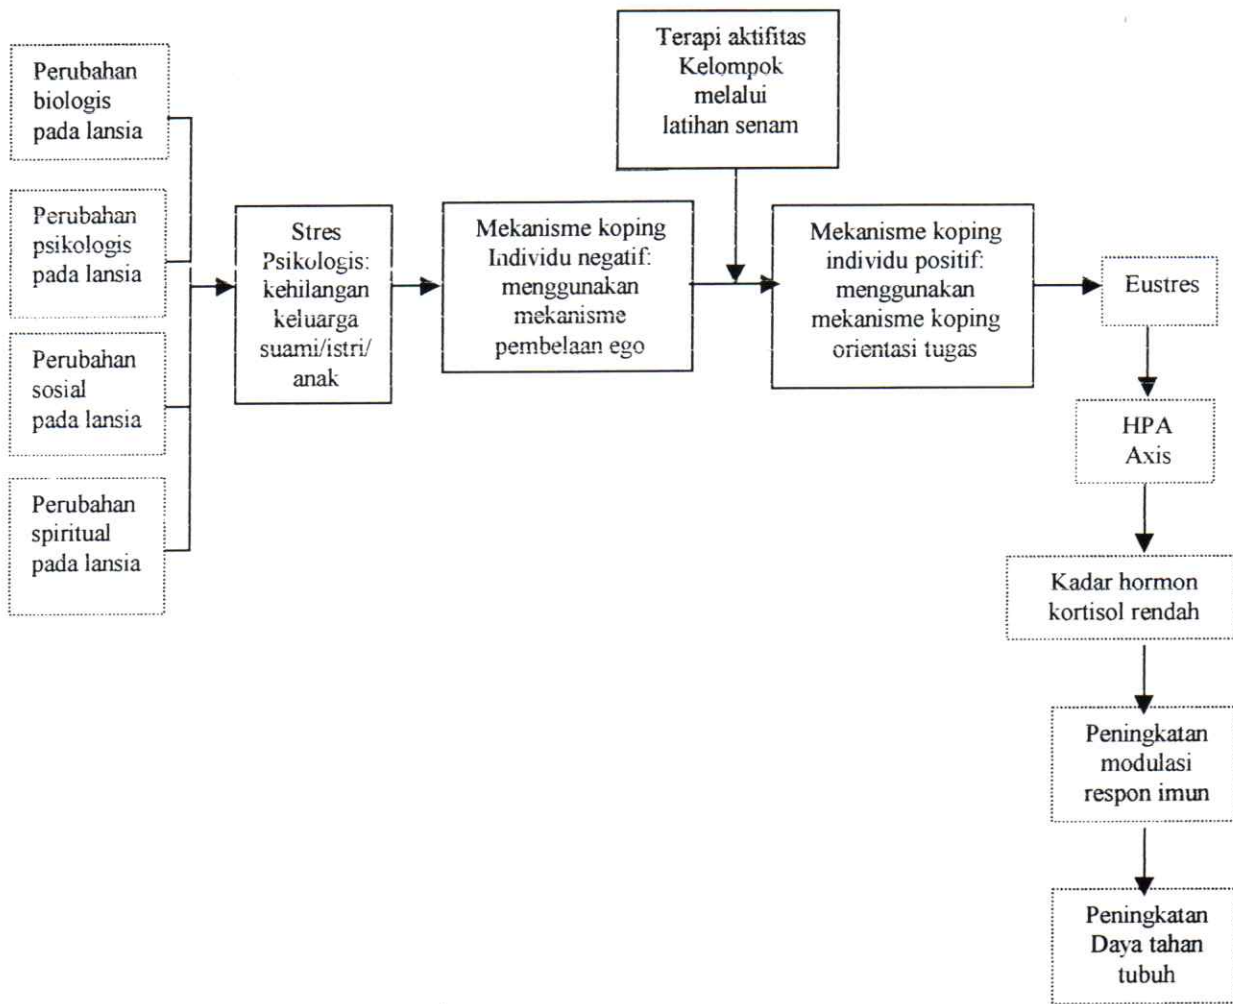 Perubahan
biologis
pada lansia
Perubahan
psikologis
pada lansia
Perubahan
sosial
pada lansia
Perubahan
spiritual
pada lansia
Stres
Psikologis:
kehilangan
keluarga
suami/istri/
anak
Mekanisme koping
Individu negatif:
menggunakan
mekanisme
pembelaan ego
Terapi aktifitas
Kelompok
melalui
latihan senam
Mekanisme koping
individu positif:
menggunakan
mekanisme koping
orientasi tugas
Eustres
HPA
Axis
Kadar hormon
kortisol rendah
Peningkatan
modulasi
respon imun
Peningkatan
Daya tahan
tubuh